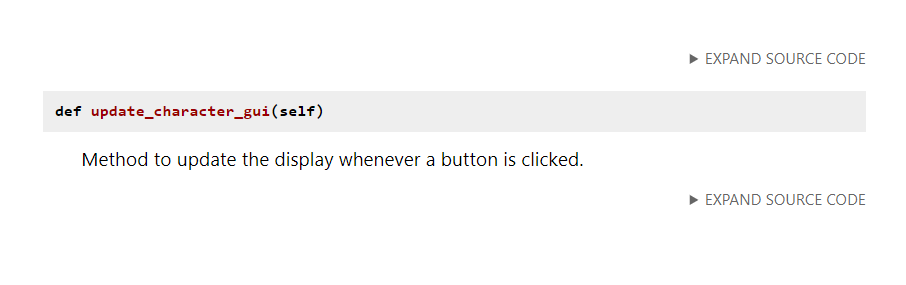 ▶ EXPAND SOURCE CODE
def update_character_gui(self)
Method to update the display whenever a button is clicked.
▶ EXPAND SOURCE CODE